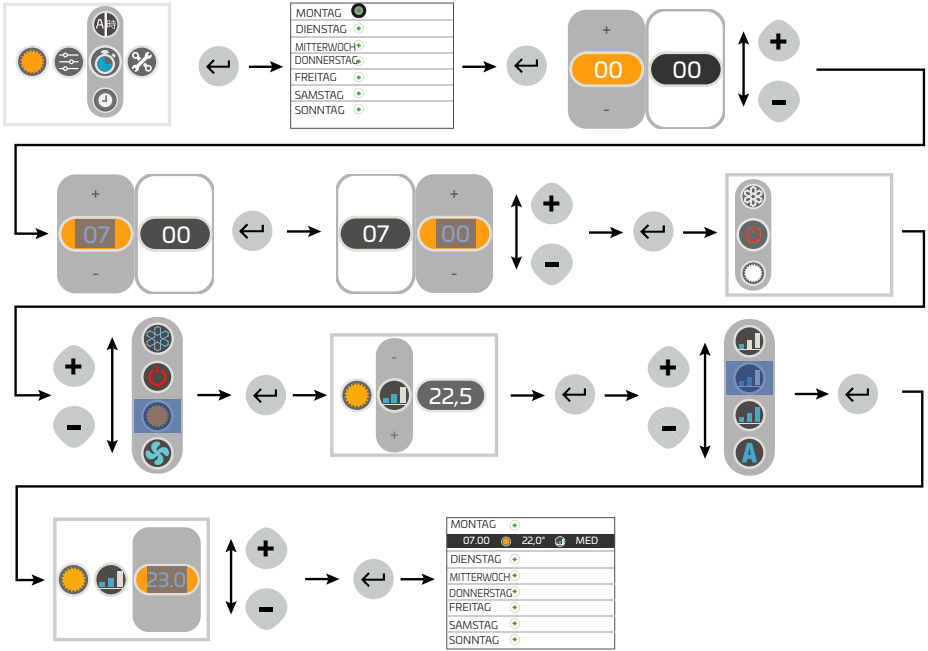 A 時
MONTAG
DIENSTAG
MITTERWOCH
DONNERSTAG
FREITAG
SAMSTAG
SONNTAG
+
00 00
-
+
-
+
07 00
-
+
07 00
-
+
-
+
-
-
22,5
+
+
-
A
23.0
+
-
MONTAG
07.00 22,0° MED
DIENSTAG
MITTERWOCH
DONNERSTAG
FREITAG
SAMSTAG
SONNTAG